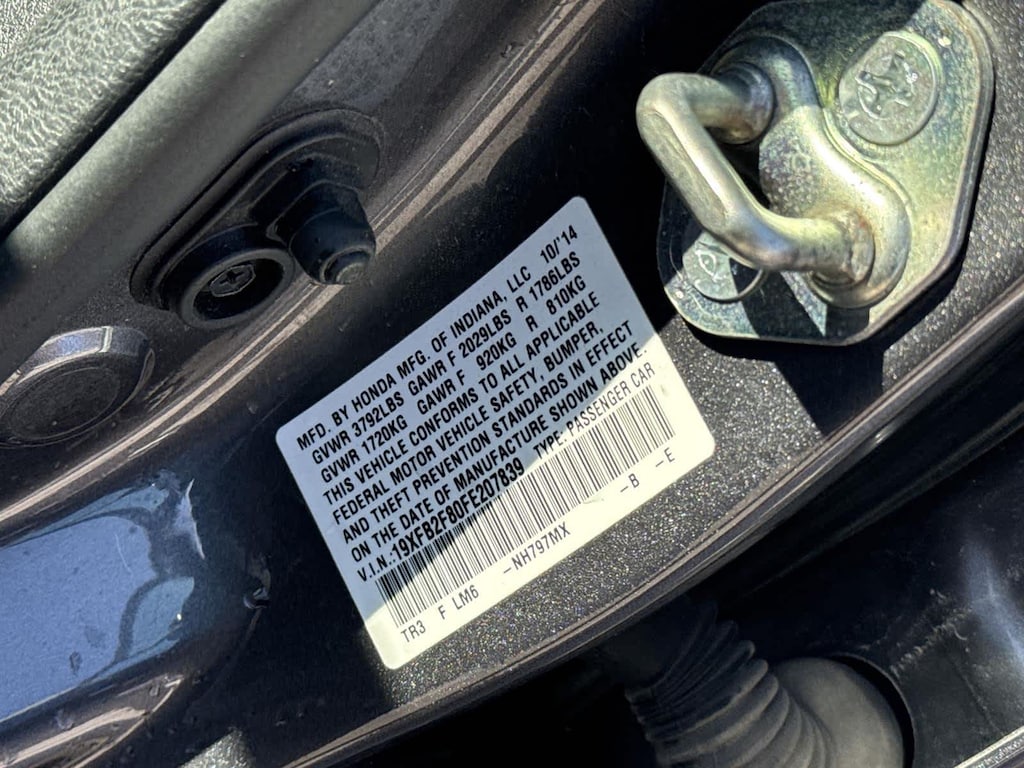 MFD. BY HONDA MFG. OF INDIANA, LLC 10/'14
GVWR 3792LBS GAWR F 2029LBS R 1786LBS
GVWR 1720KG GAWR F 920KG R 810KG
THIS VEHICLE CONFORMS TO ALL APPLICABLE
FEDERAL MOTOR VEHICLE SAFETY, BUMPER,
AND THEFT PREVENTION STANDARDS IN EFFECT
ON THE DATE OF MANUFACTURE SHOWN ABOVE.
V.I.N.:19XFB2F80FE207839 TYPE: PASSENGER CAR
TR3 F LM6 -NH797MX -B -E